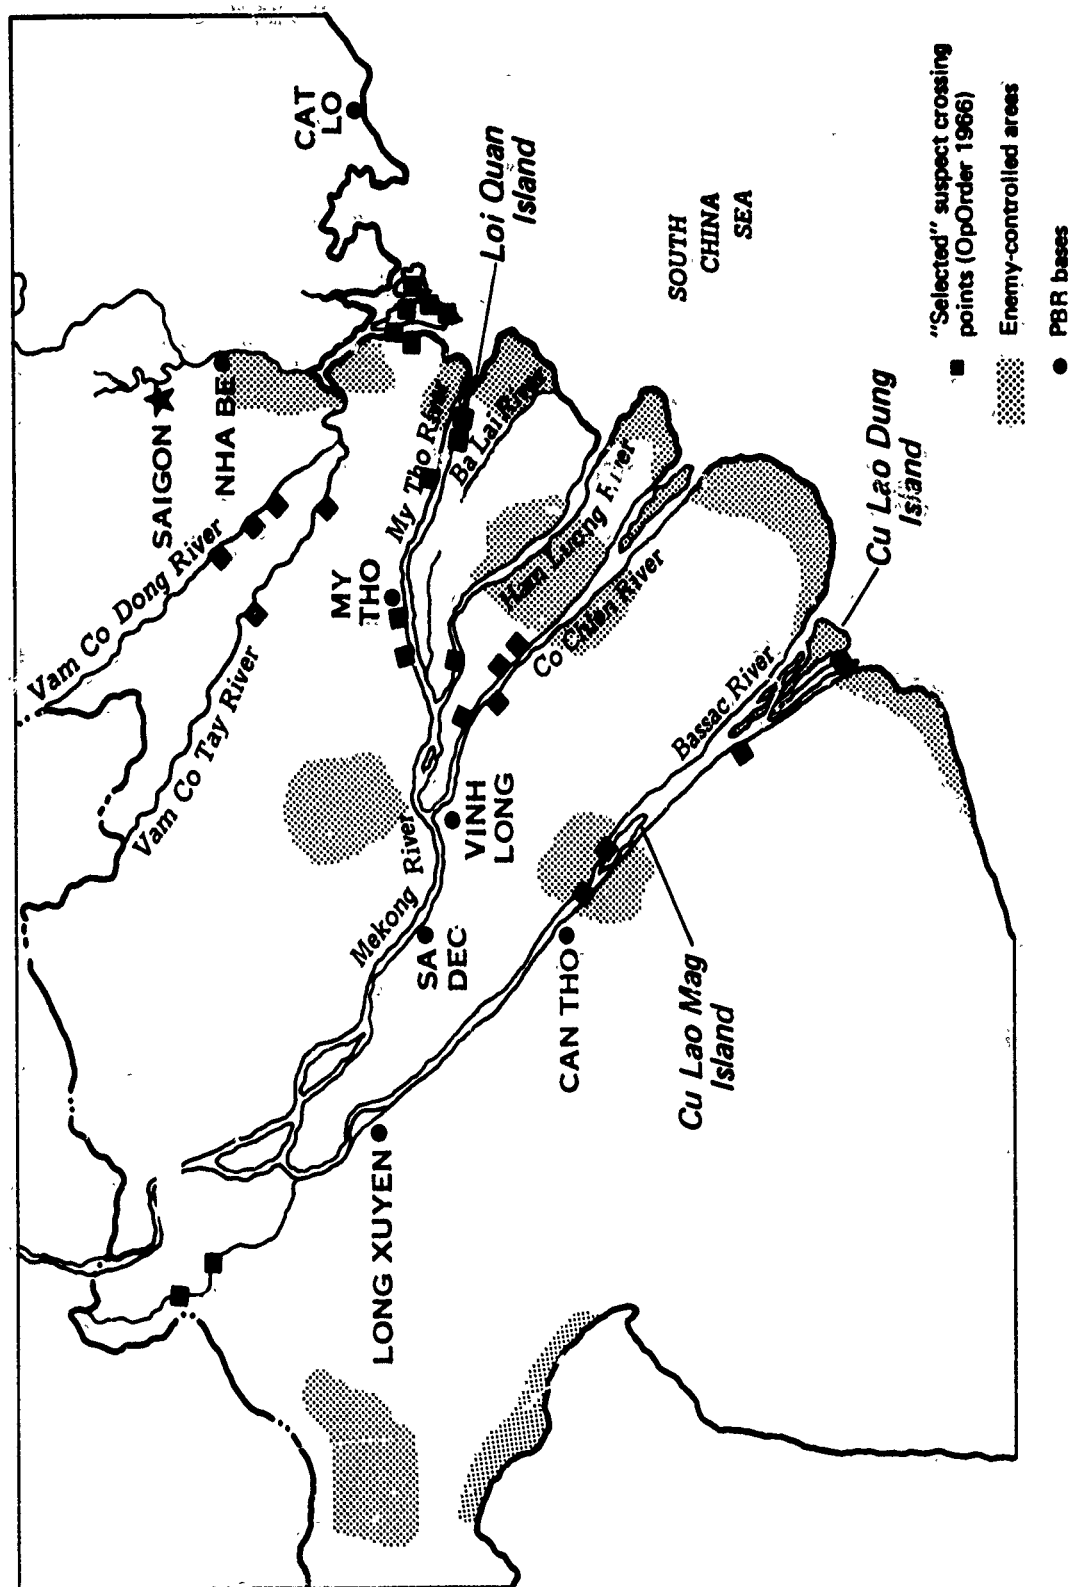 CAT
LO
SAIGON
NHA BE
Vam Co Dong River
Vam Co Tay River
MY
THO
My Tho River
Ba Lai River
Loi Quan
Island
Ham Luong River
Co Chien River
SOUTH
CHINA
SEA
Mekong River
VINH
LONG
SA
DEC
Bassac River
Cu Lao Dung
Island
CAN THO
Cu Lao Mag
Island
LONG XUYEN
"Selected" suspect crossing
points (OpOrder 1966)
Enemy-controlled areas
PBR bases